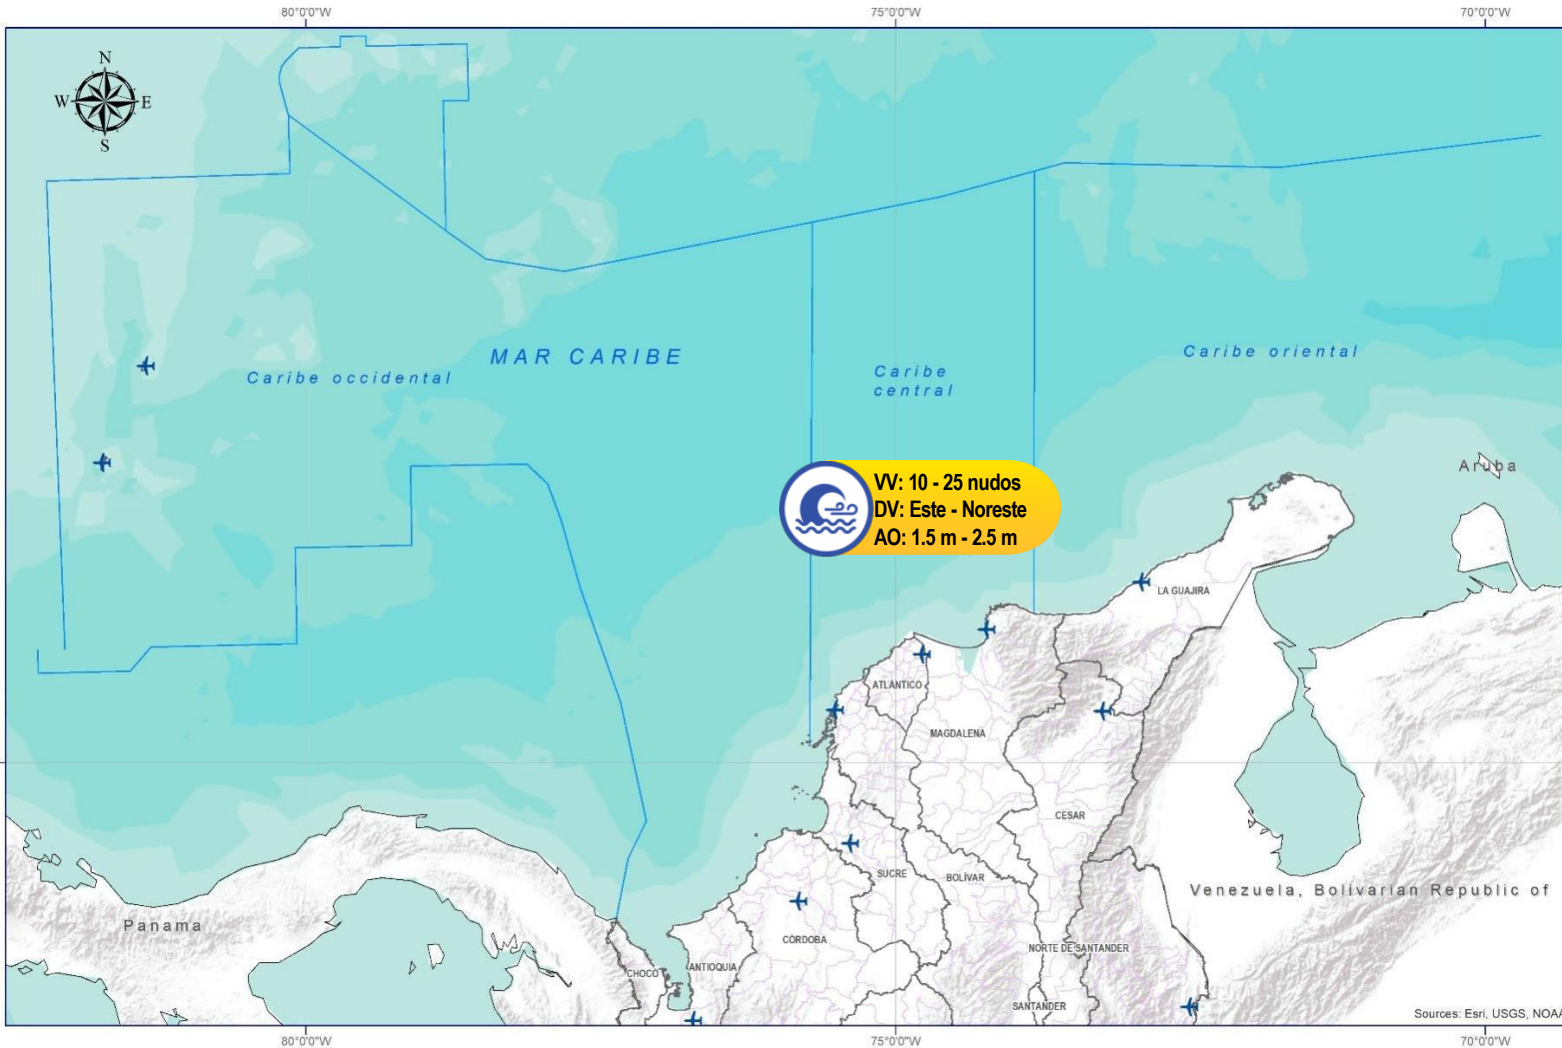 80°0'0"W
75°0'0"W
70°0'0"W
N
W
E
S
MAR CARIBE
Caribe occidental
Caribe
central
Caribe oriental
VV: 10 - 25 nudos
DV: Este - Noreste
AO: 1.5 m - 2.5 m
Aruba
LA GUAJIRA
ATLANTICO
MAGDALENA
CESAR
SUCRE
BOLÍVAR
Venezuela, Bolivarian Republic of
Panama
CÓRDOBA
NORTE DE SANTANDER
CHOCÓ
ANTIOQUIA
SANTANDER
Sources: Esri, USGS, NOAA
80°0'0"W
75°0'0"W
70°0'0"W